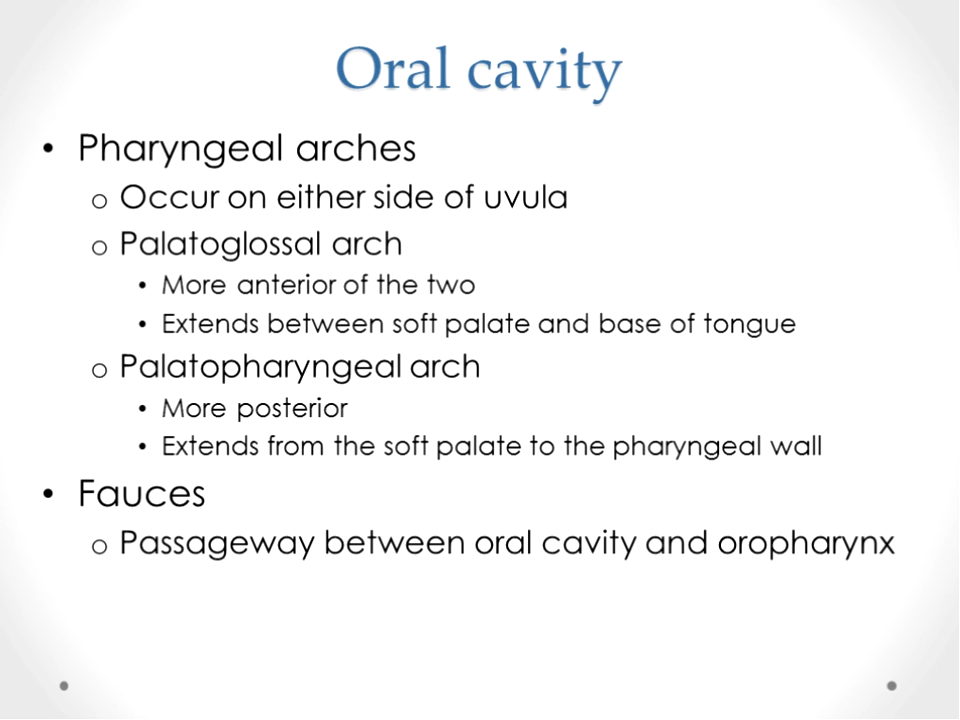 Oral cavity
• Pharyngeal arches
o Occur on either side of uvula
o Palatoglossal arch
• More anterior of the two
• Extends between soft palate and base of tongue
o Palatopharyngeal arch
• More posterior
• Extends from the soft palate to the pharyngeal wall
• Fauces
o Passageway between oral cavity and oropharynx